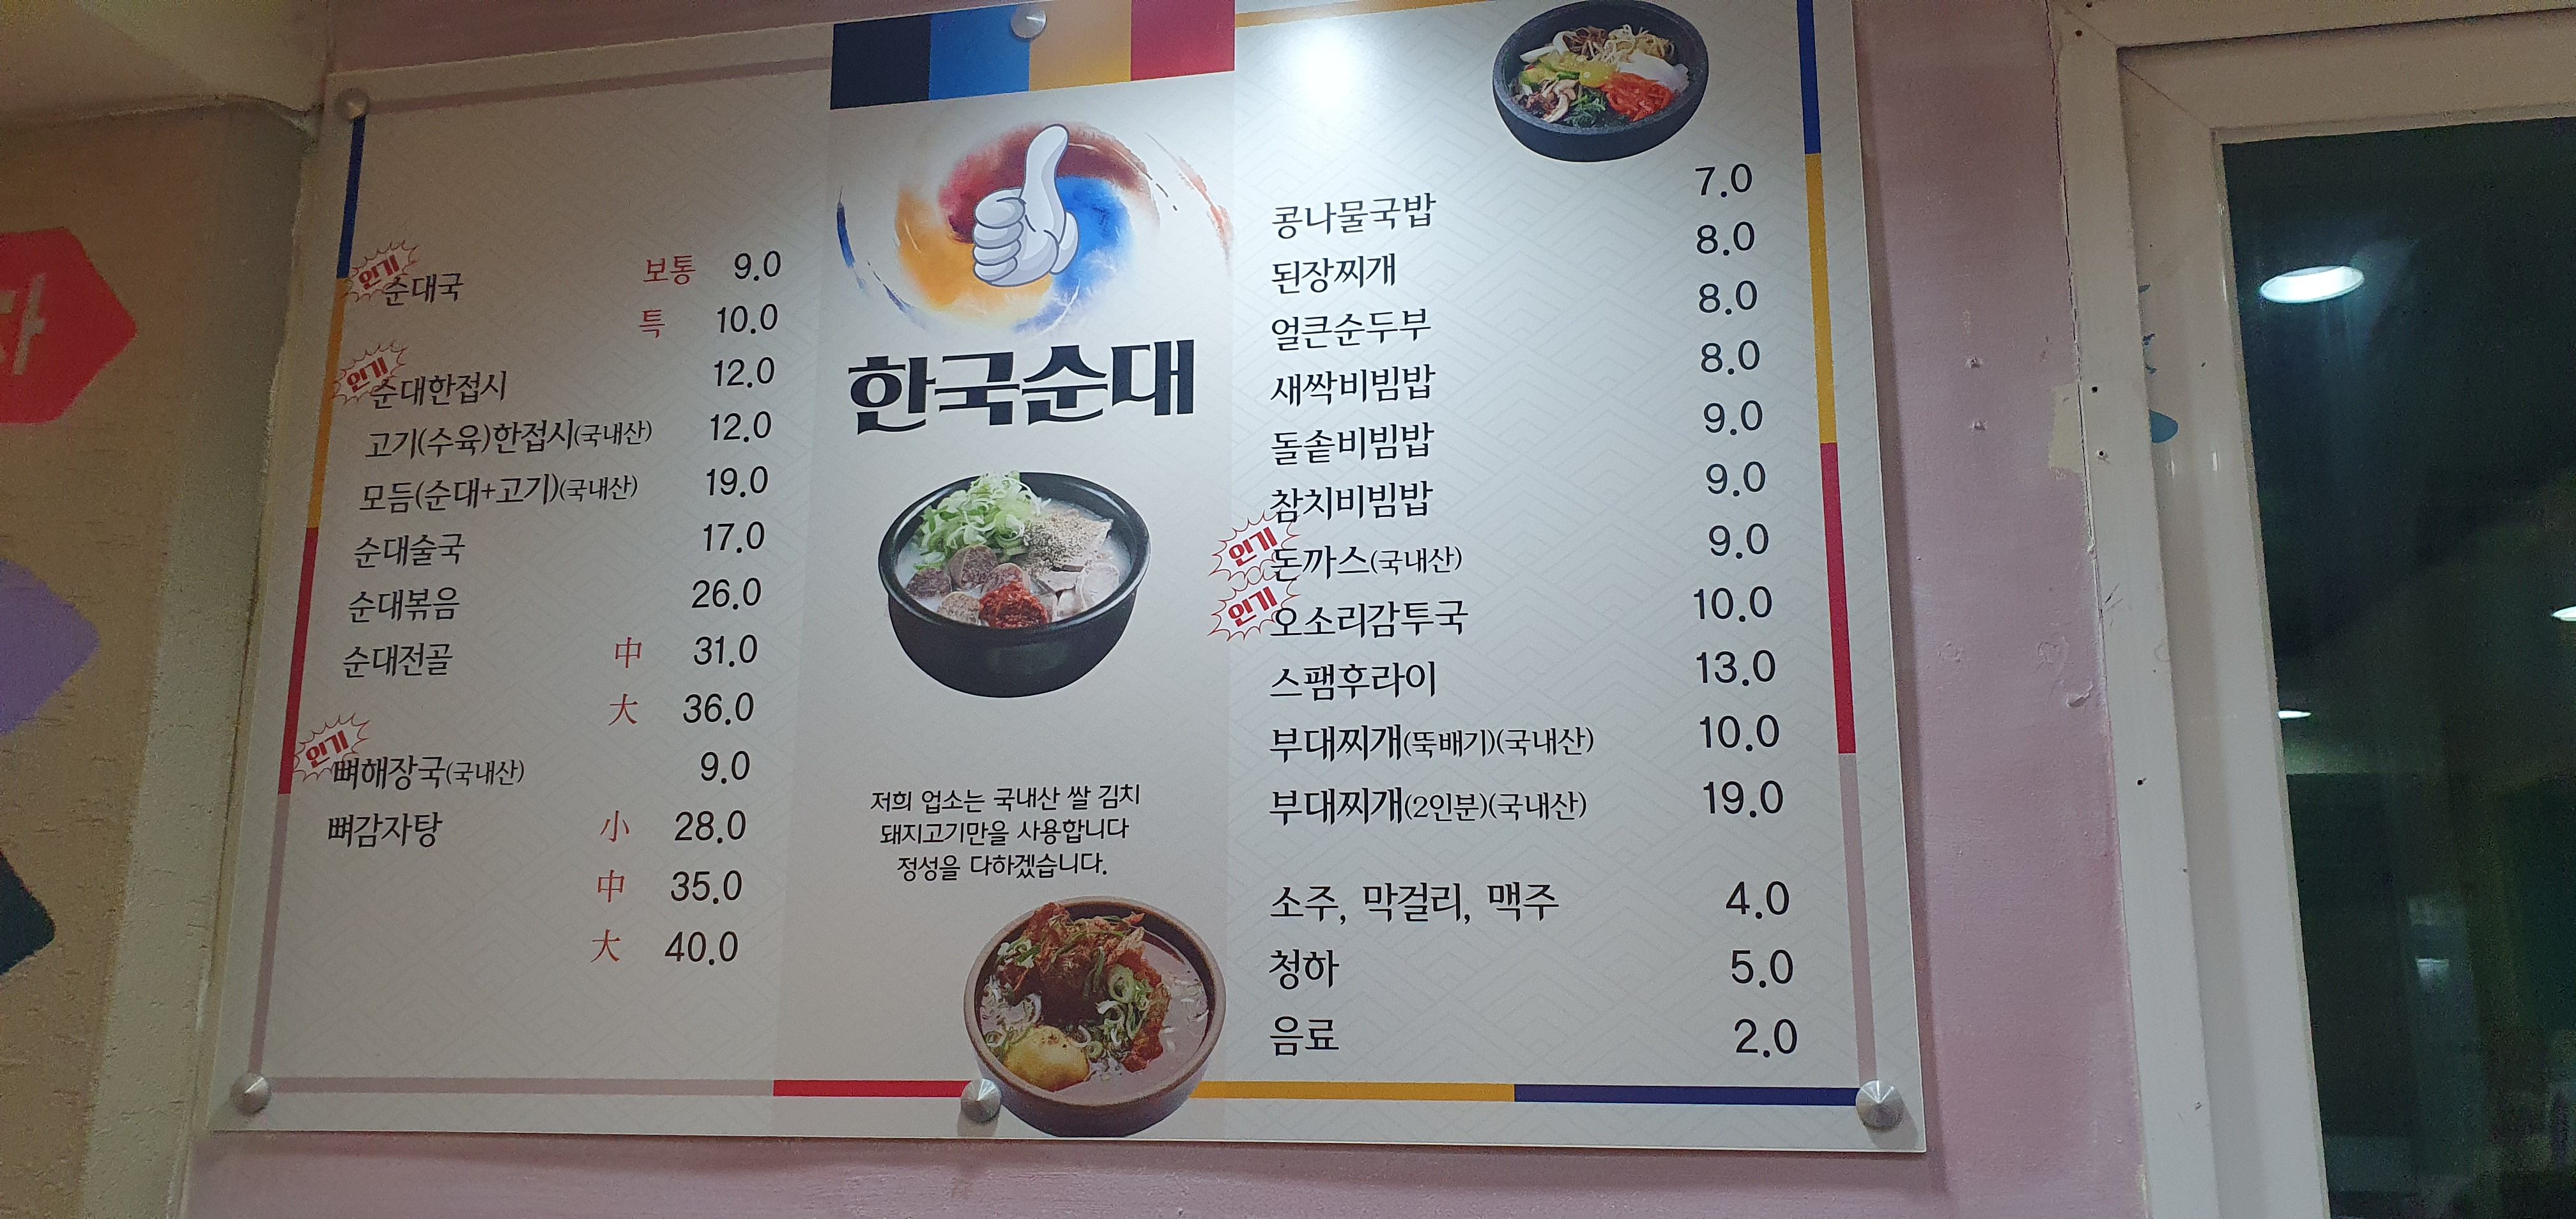 인기 순대국 보통 9.0
특 10.0
인기 순대한접시 12.0
고기(수육)한접시(국내산) 12.0
모듬(순대+고기)(국내산) 19.0
순대술국 17.0
순대볶음 26.0
순대전골 中 31.0
大 36.0
인기 뼈해장국(국내산) 9.0
뼈감자탕 小 28.0
中 35.0
大 40.0
한국순대
저희 업소는 국내산 쌀 김치
돼지고기만을 사용합니다
정성을 다하겠습니다.
콩나물국밥 7.0
된장찌개 8.0
얼큰순두부 8.0
새싹비빔밥 8.0
돌솥비빔밥 9.0
참치비빔밥 9.0
인기 돈까스(국내산) 9.0
인기 오소리감투국 10.0
스팸후라이 13.0
부대찌개(뚝배기)(국내산) 10.0
부대찌개(2인분)(국내산) 19.0
소주, 막걸리, 맥주 4.0
청하 5.0
음료 2.0